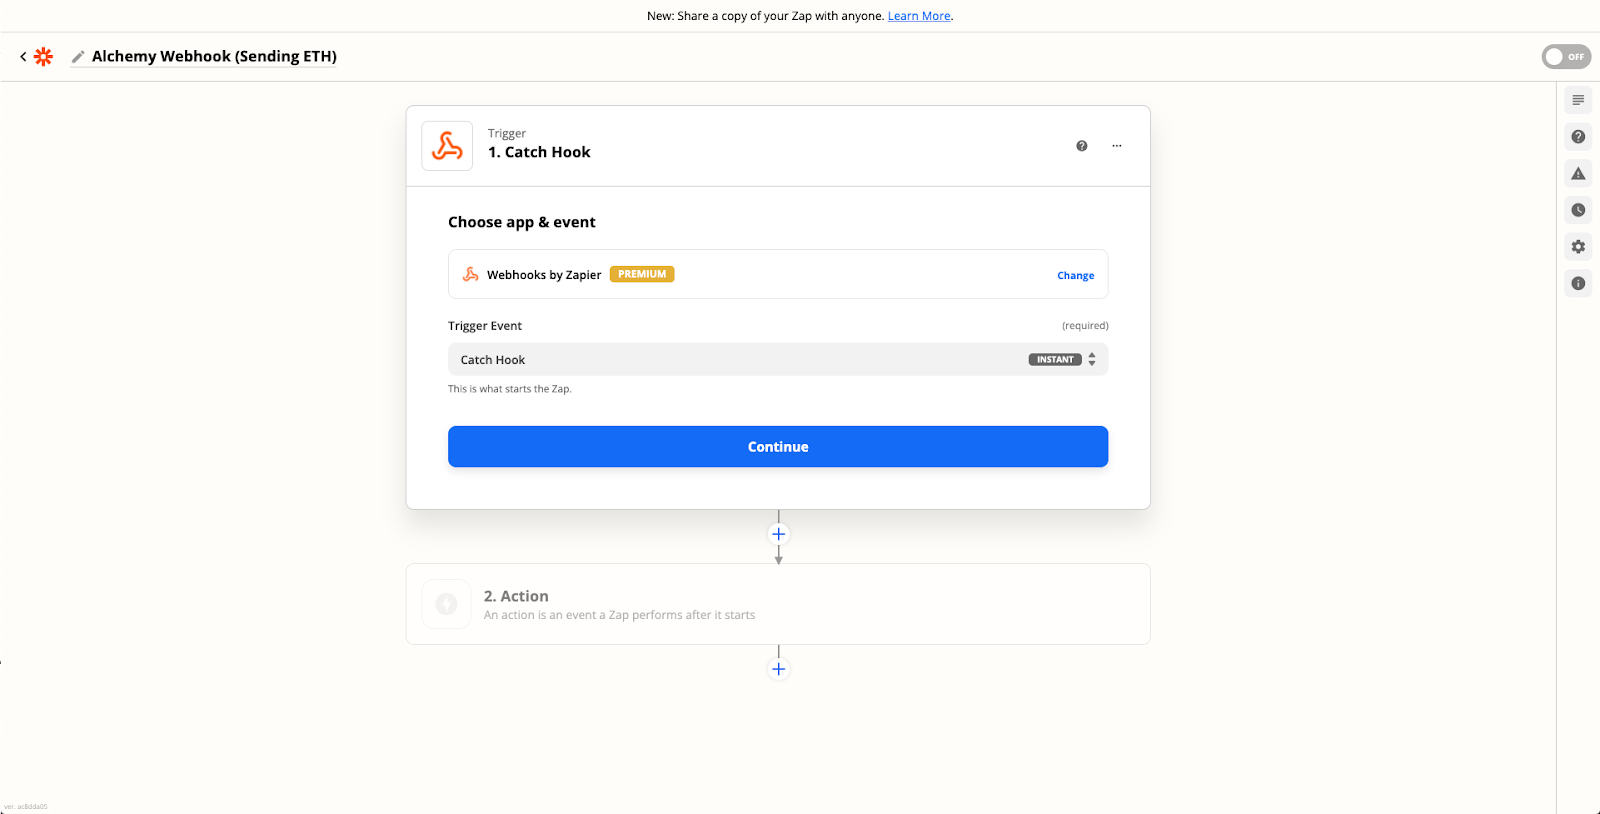 New: Share a copy of your Zap with anyone. Learn More.
Alchemy Webhook (Sending ETH)
OFF
Trigger
1. Catch Hook
Choose app & event
Webhooks by Zapier PREMIUM
Change
Trigger Event
(required)
Catch Hook
INSTANT
This is what starts the Zap.
Continue
2. Action
An action is an event a Zap performs after it starts
ver. ac8dda05